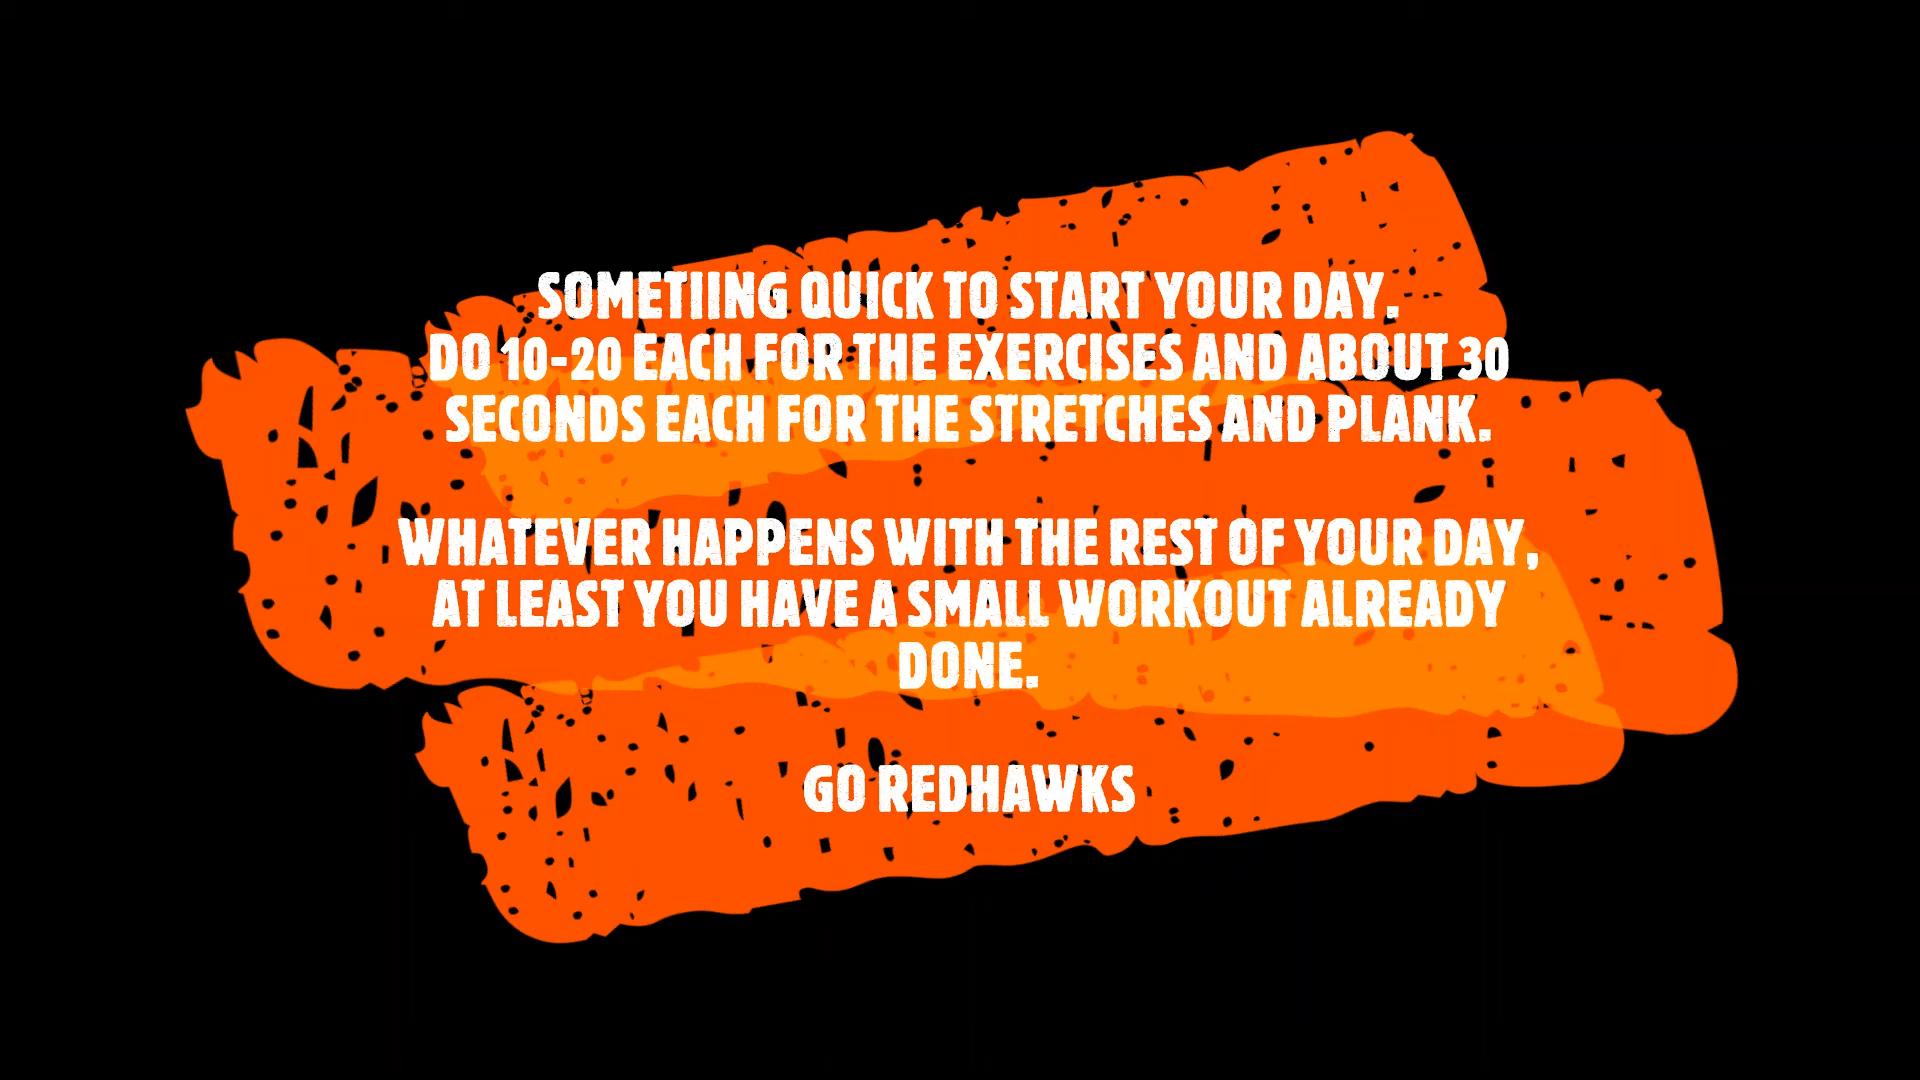 SOMETIING QUICK TO START YOUR DAY.
DO 10-20 EACH FOR THE EXERCISES AND ABOUT 30
SECONDS EACH FOR THE STRETCHES AND PLANK.
WHATEVER HAPPENS WITH THE REST OF YOUR DAY,
AT LEAST YOU HAVE A SMALL WORKOUT ALREADY
DONE.
GO REDHAWKS